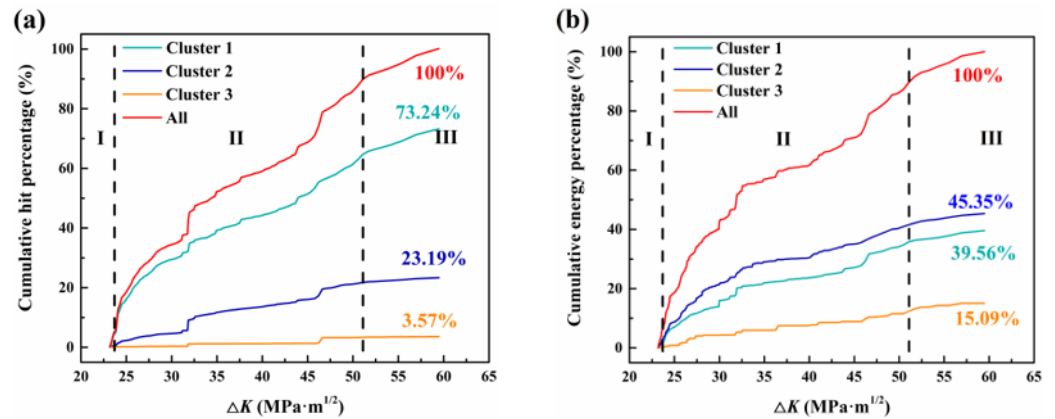 (a)
Cluster 1
Cluster 2
Cluster 3
All
100%
73.24%
23.19%
3.57%
I
II
III
Cumulative hit percentage (%)
100
80
60
40
20
0
20 25 30 35 40 45 50 55 60 65
△K (MPa·m1/2)
(b)
Cluster 1
Cluster 2
Cluster 3
All
100%
45.35%
39.56%
15.09%
I
II
III
Cumulative energy percentage (%)
100
80
60
40
20
0
20 25 30 35 40 45 50 55 60 65
△K (MPa·m1/2)